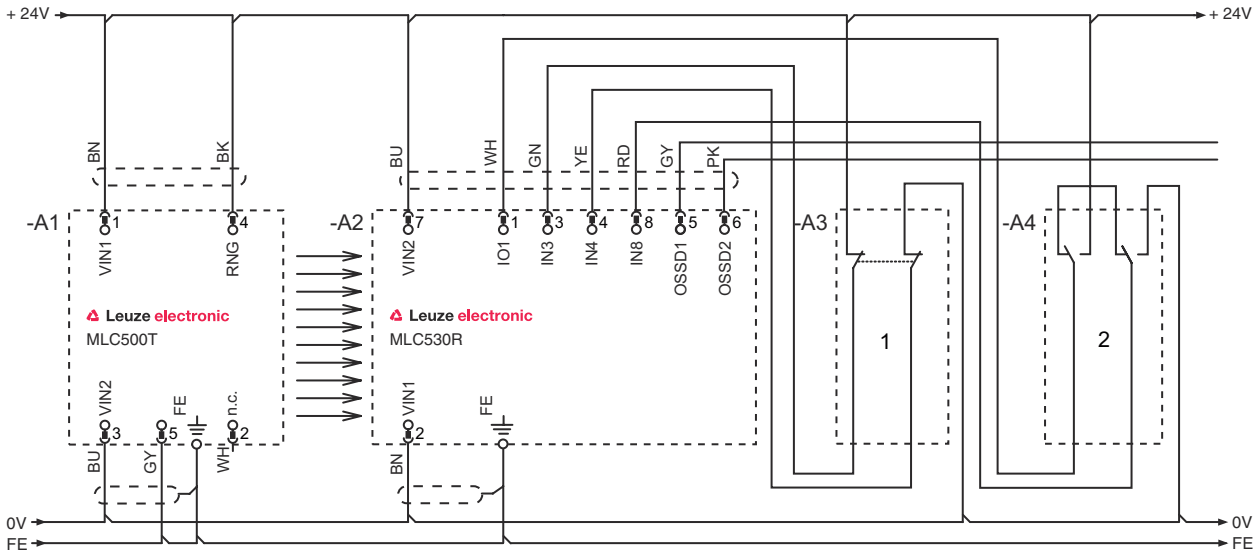 + 24V
+ 24V
BN
BK
BU
WH
GN
YE
RD
GY
PK
-A1
1
4
-A2
7
1
3
4
8
5
6
-A3
-A4
VIN1
RNG
VIN2
IO1
IN3
IN4
IN8
OSSD1
OSSD2
Leuze electronic
MLC500T
Leuze electronic
MLC530R
1
2
VIN2
FE
n.c.
VIN1
FE
3
5
2
2
BU
GY
WH
BN
0V
0V
FE
FE